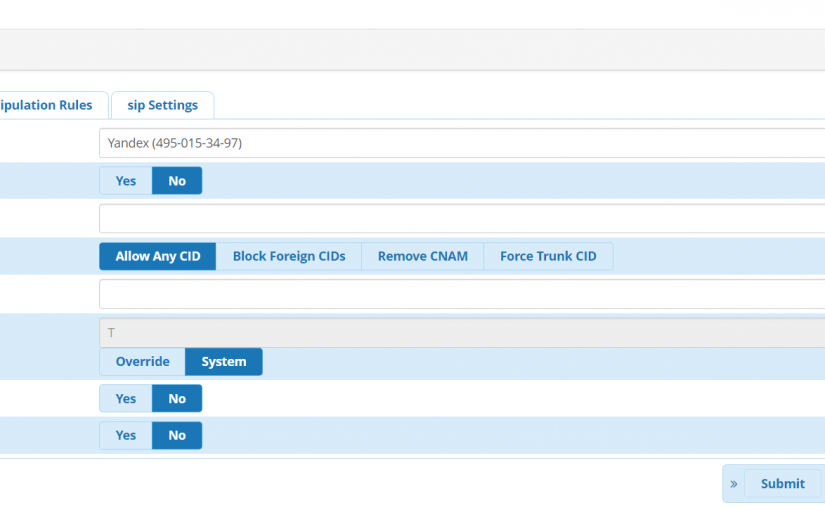 ipulation Rules sip Settings
Yandex (495-015-34-97)
Yes No
Allow Any CID Block Foreign CIDs Remove CNAM Force Trunk CID
T
Override System
Yes No
Yes No
» Submit